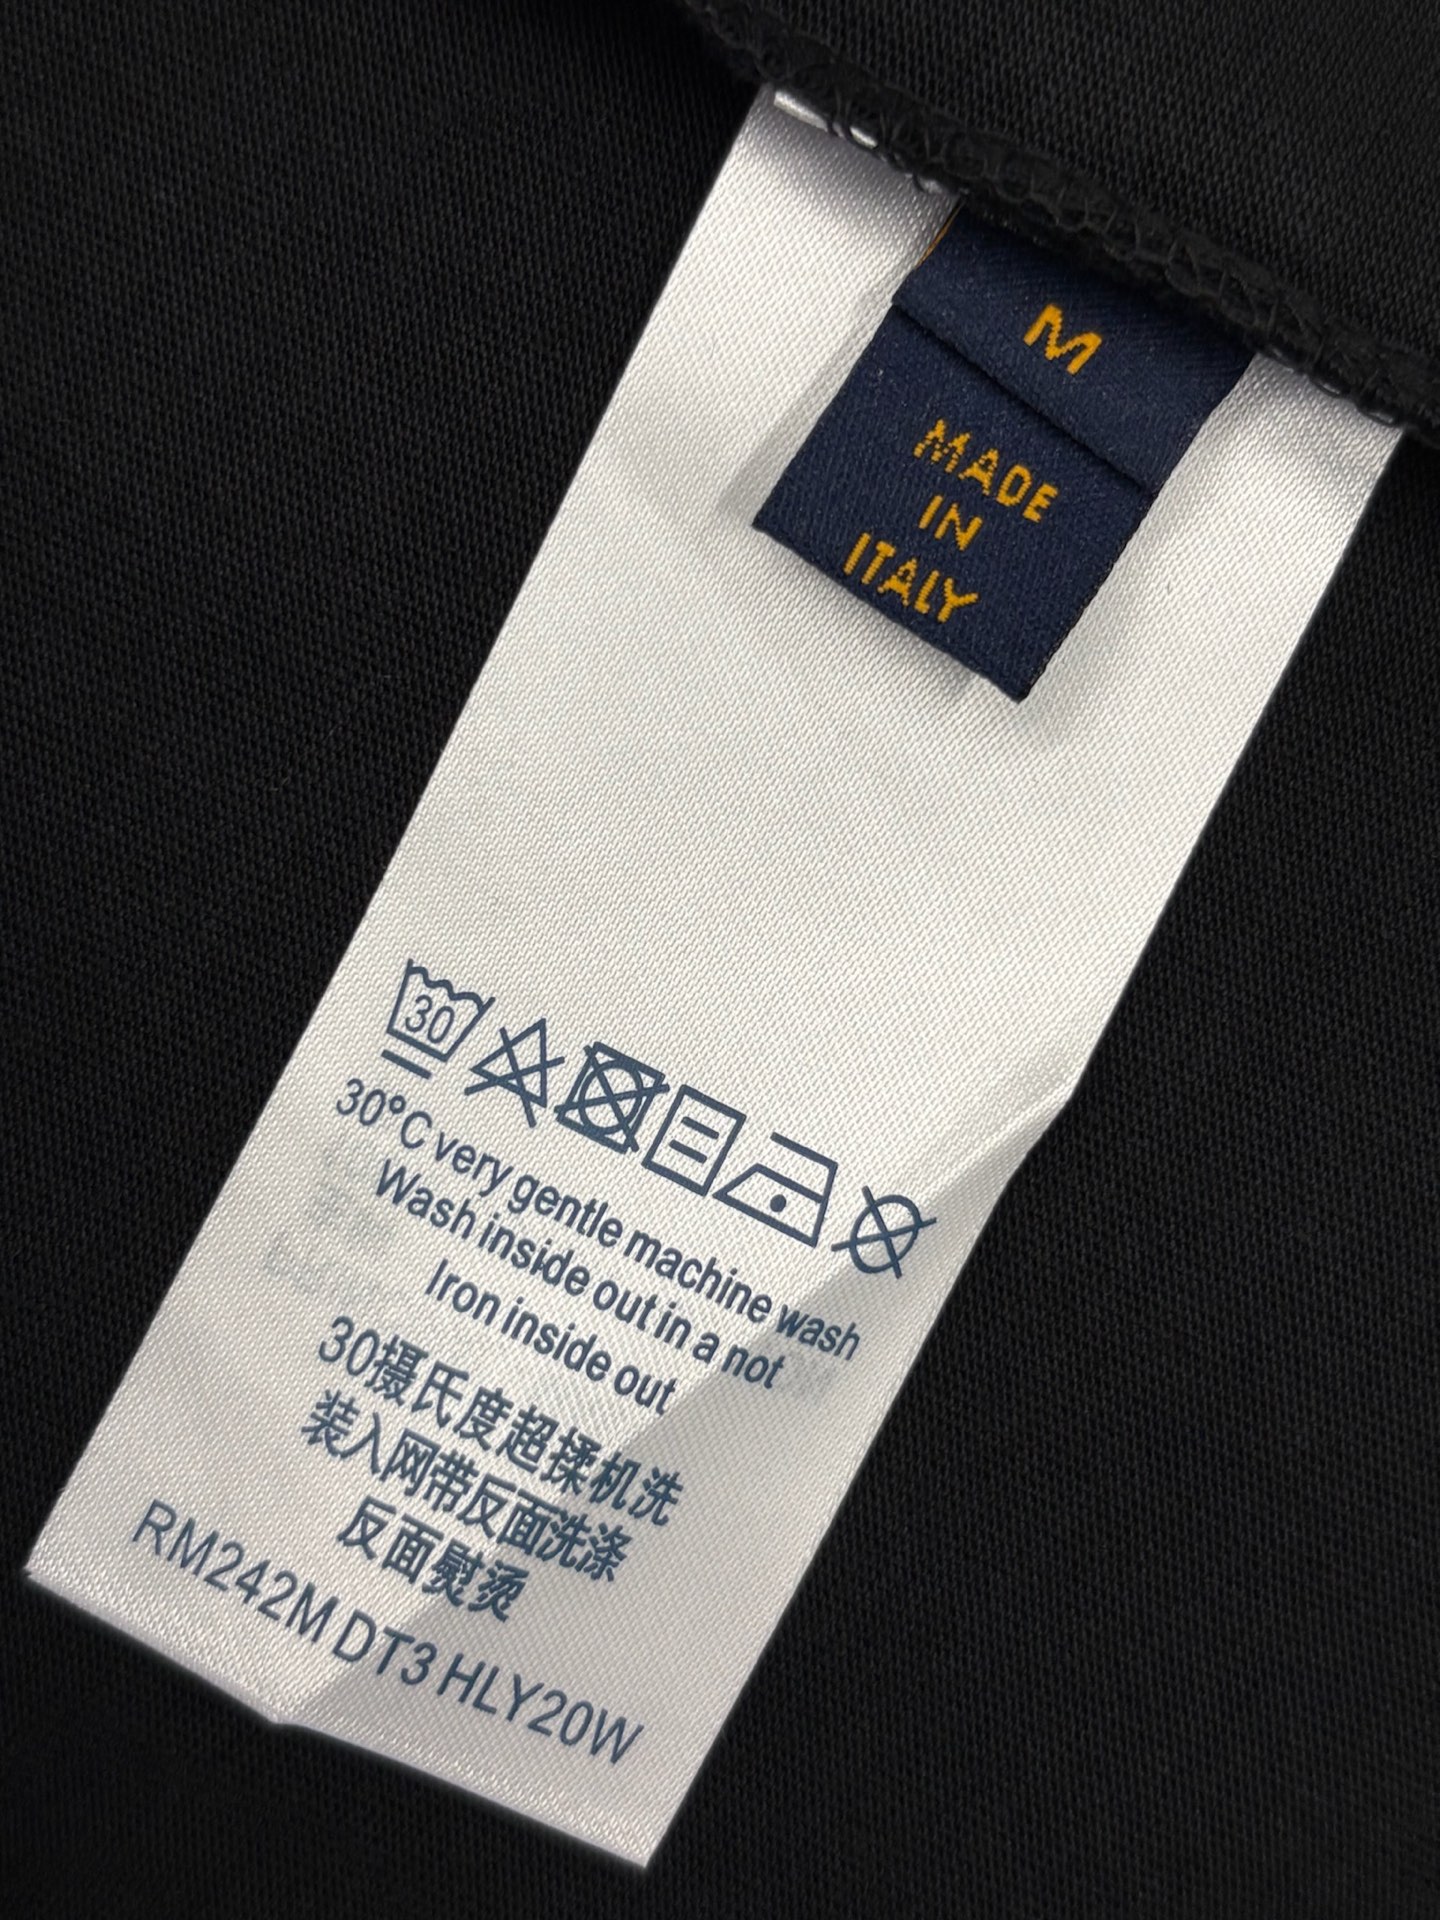 M
MADE
IN
ITALY
30
30°C very gentle machine wash
Wash inside out in a not
Iron inside out
30摄氏度超揉机洗
装入网带反面洗涤
反面熨烫
RM242M DT3 HLY20W